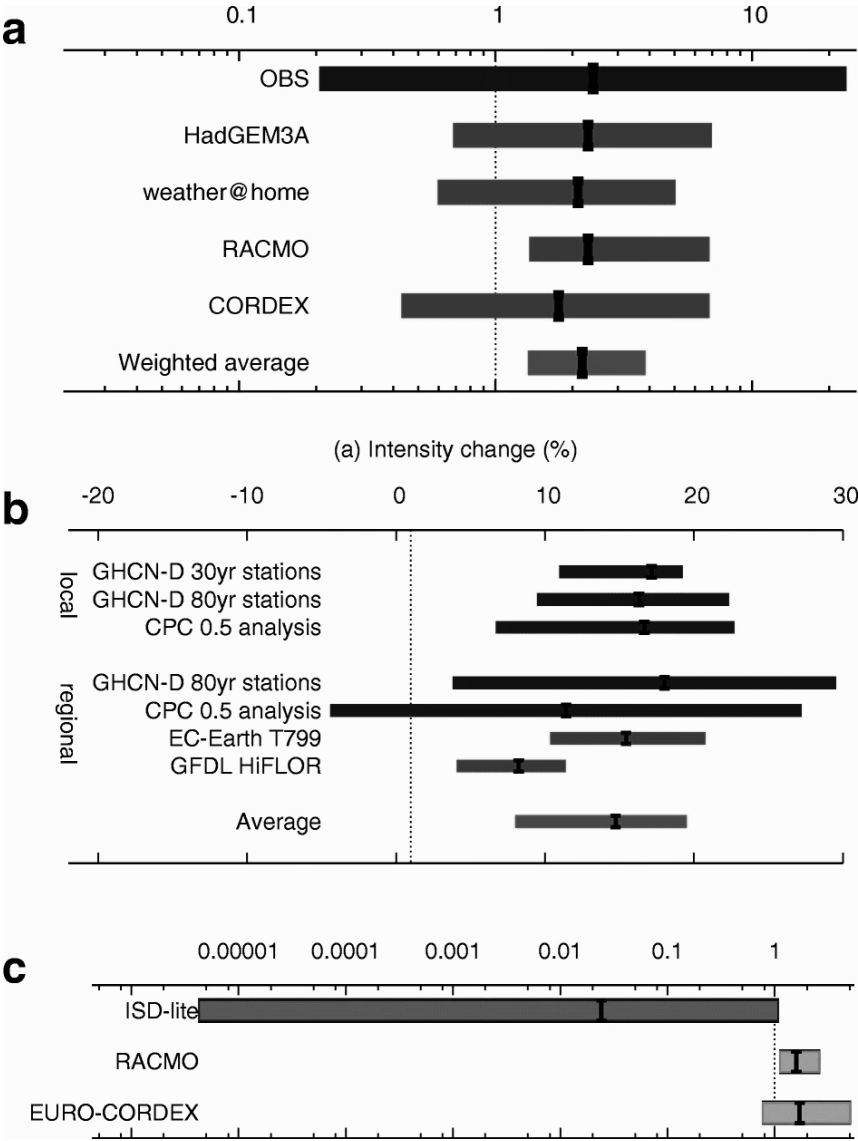 a
0.1 1 10
OBS
HadGEM3A
weather@home
RACMO
CORDEX
Weighted average
(a) Intensity change (%)
b
-20 -10 0 10 20 30
local
GHCN-D 30yr stations
GHCN-D 80yr stations
CPC 0.5 analysis
regional
GHCN-D 80yr stations
CPC 0.5 analysis
EC-Earth T799
GFDL HiFLOR
Average
c
0.00001 0.0001 0.001 0.01 0.1 1
ISD-lite
RACMO
EURO-CORDEX